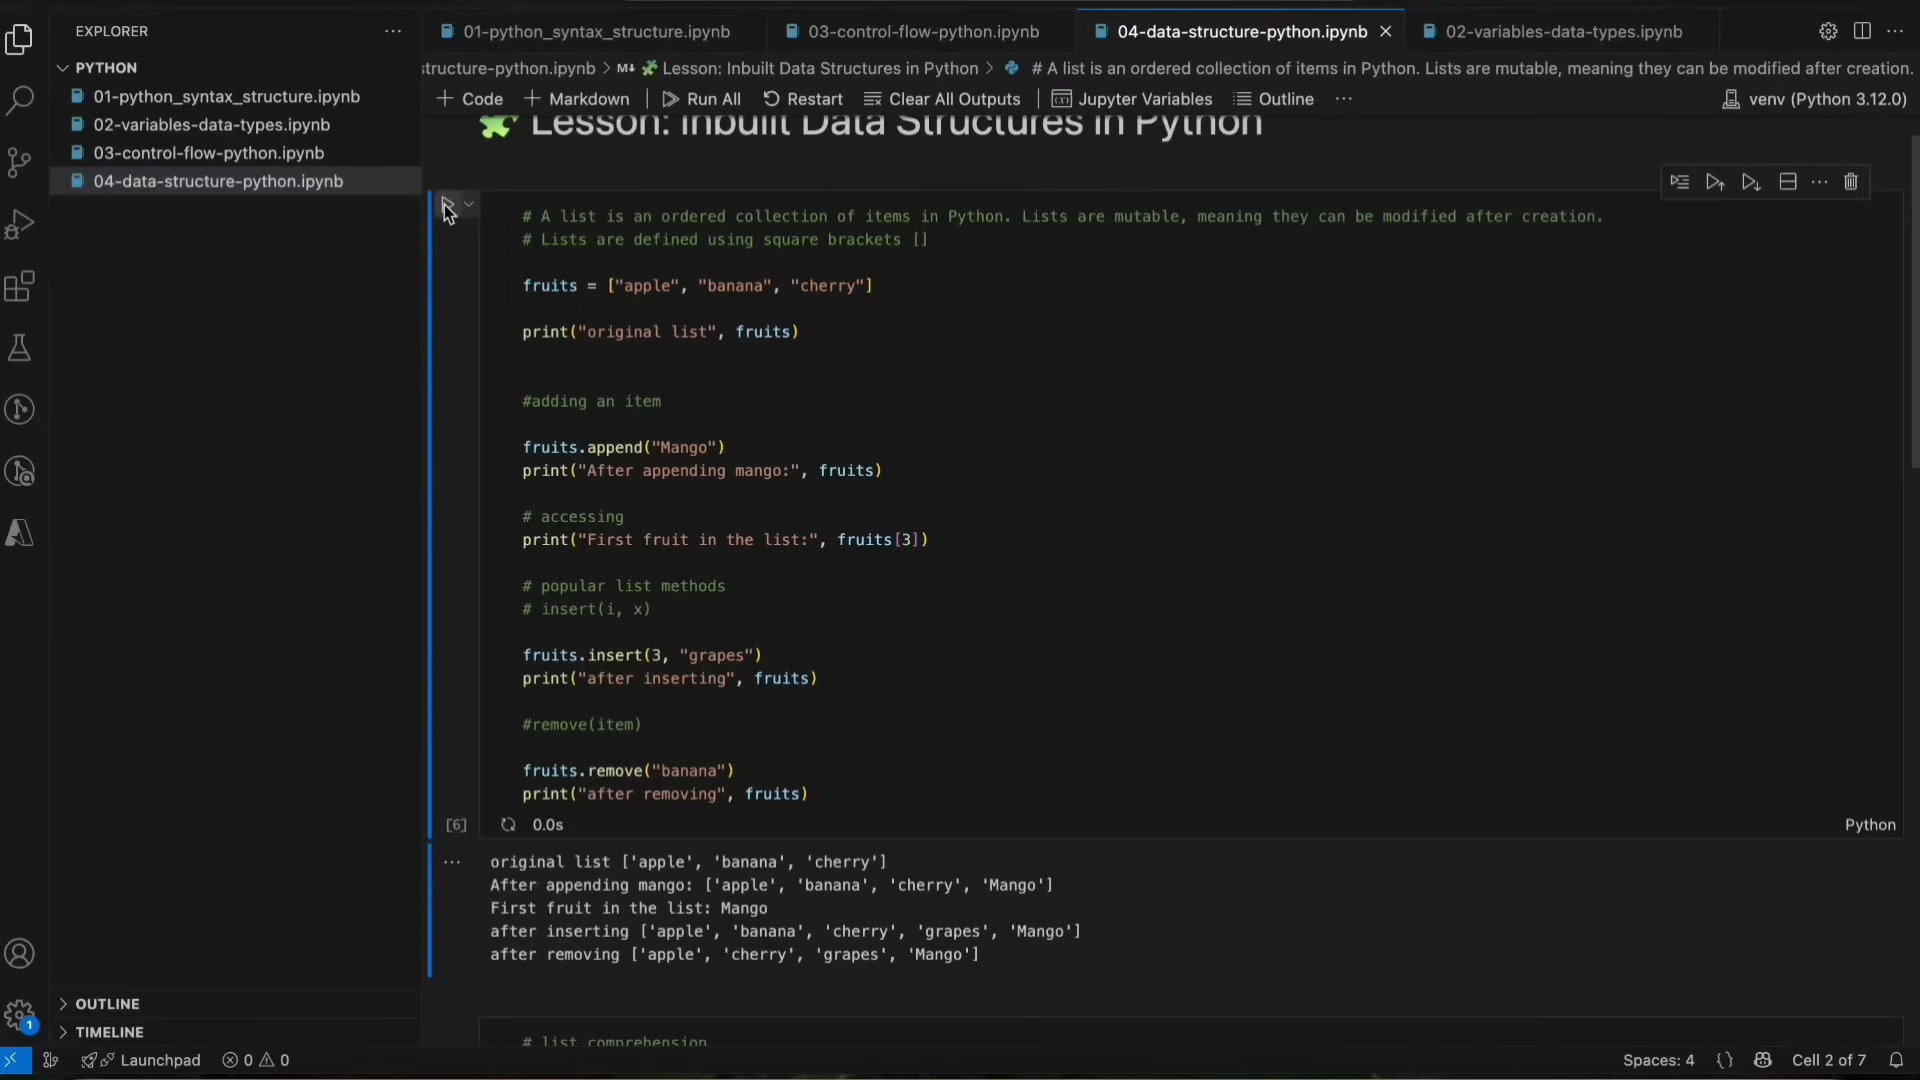 EXPLORER
PYTHON
01-python_syntax_structure.ipynb
02-variables-data-types.ipynb
03-control-flow-python.ipynb
04-data-structure-python.ipynb
OUTLINE
TIMELINE
01-python_syntax_structure.ipynb
03-control-flow-python.ipynb
04-data-structure-python.ipynb
02-variables-data-types.ipynb
structure-python.ipynb > M↓ Lesson: Inbuilt Data Structures in Python > # A list is an ordered collection of items in Python. Lists are mutable, meaning they can be modified after creation.
+ Code + Markdown | Run All Restart Clear All Outputs | Jupyter Variables Outline ... venv (Python 3.12.0)
Lesson: Inbuilt Data Structures in Python
# A list is an ordered collection of items in Python. Lists are mutable, meaning they can be modified after creation.
# Lists are defined using square brackets []
fruits = ["apple", "banana", "cherry"]
print("original list", fruits)
#adding an item
fruits.append("Mango")
print("After appending mango:", fruits)
# accessing
print("First fruit in the list:", fruits[3])
# popular list methods
# insert(i, x)
fruits.insert(3, "grapes")
print("after inserting", fruits)
#remove(item)
fruits.remove("banana")
print("after removing", fruits)
[6] 0.0s Python
original list ['apple', 'banana', 'cherry']
After appending mango: ['apple', 'banana', 'cherry', 'Mango']
First fruit in the list: Mango
after inserting ['apple', 'banana', 'cherry', 'grapes', 'Mango']
after removing ['apple', 'cherry', 'grapes', 'Mango']
# list comprehension
1
Launchpad 0 0 Spaces: 4 {} Cell 2 of 7